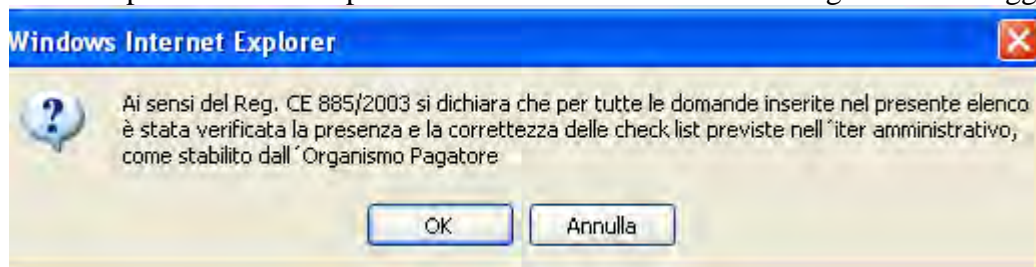 Windows Internet Explorer
Ai sensi del Reg. CE 885/2003 si dichiara che per tutte le domande inserite nel presente elenco
è stata verificata la presenza e la correttezza delle check list previste nell´iter amministrativo,
come stabilito dall´Organismo Pagatore
OK
Annulla